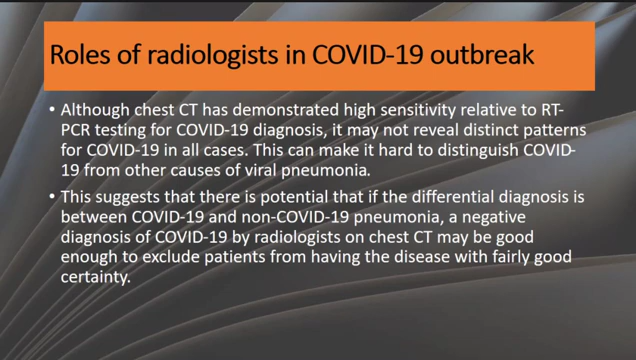 Roles of radiologists in COVID-19 outbreak
• Although chest CT has demonstrated high sensitivity relative to RT-
PCR testing for COVID-19 diagnosis, it may not reveal distinct patterns
for COVID-19 in all cases. This can make it hard to distinguish COVID-
19 from other causes of viral pneumonia.
• This suggests that there is potential that if the differential diagnosis is
between COVID-19 and non-COVID-19 pneumonia, a negative
diagnosis of COVID-19 by radiologists on chest CT may be good
enough to exclude patients from having the disease with fairly good
certainty.